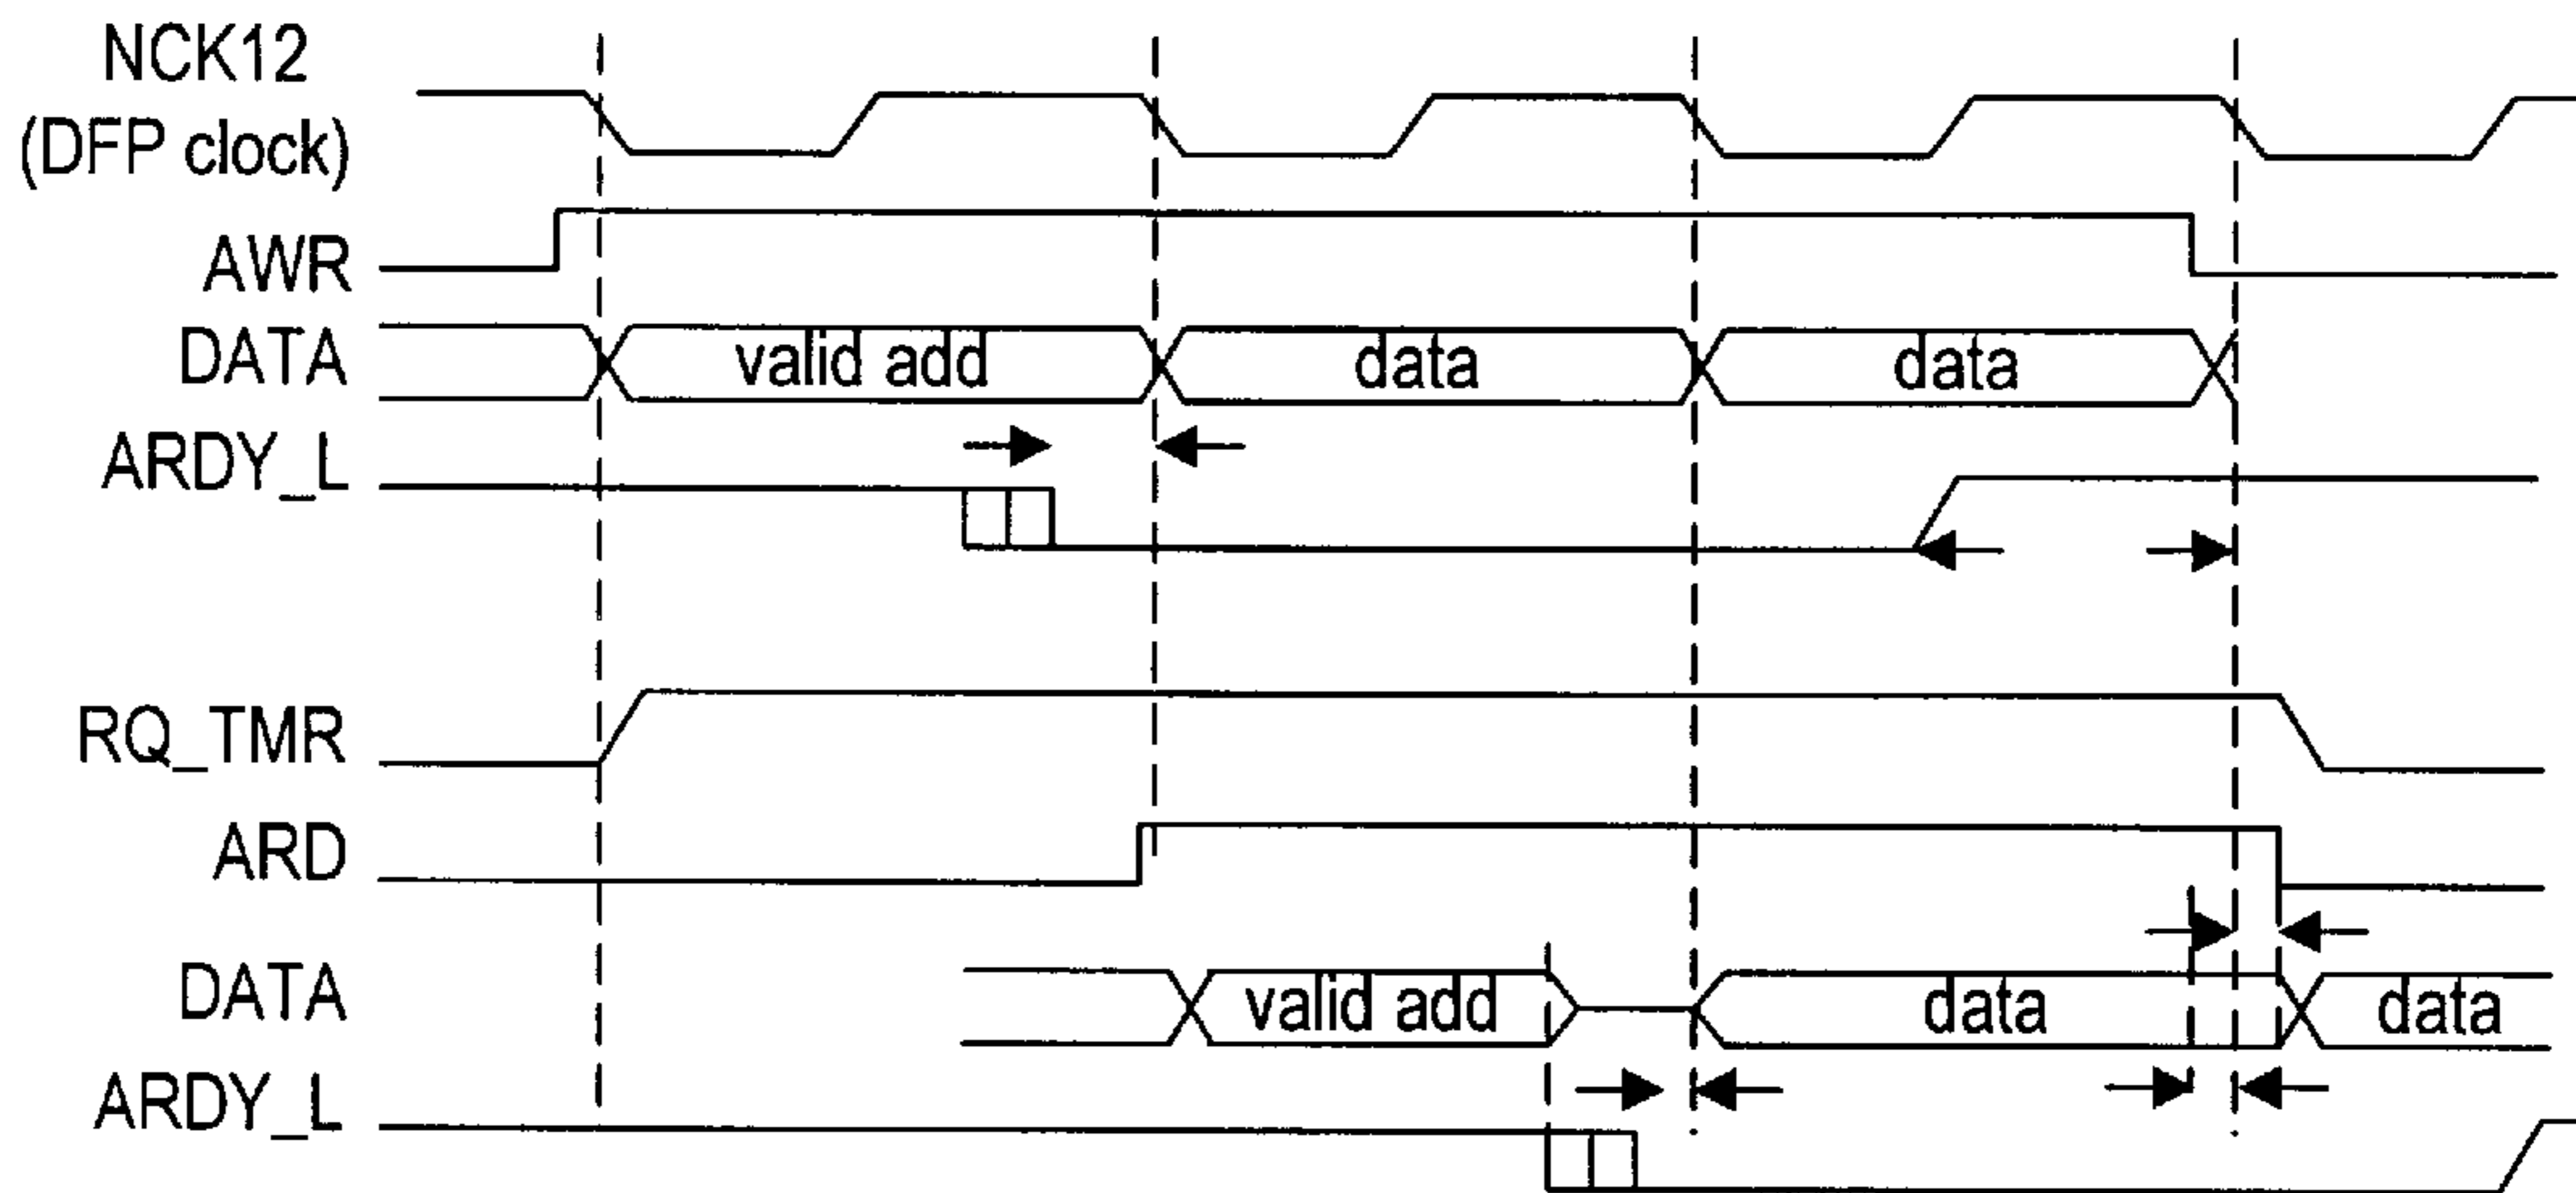 NCK12
(DFP clock)
AWR
DATA valid add data data
ARDY_L
RQ_TMR
ARD
DATA valid add data data
ARDY_L